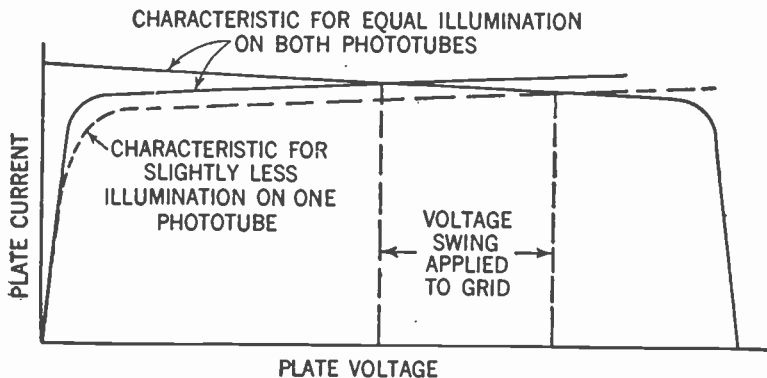 CHARACTERISTIC FOR EQUAL ILLUMINATION
ON BOTH PHOTOTUBES
CHARACTERISTIC FOR
SLIGHTLY LESS
ILLUMINATION ON ONE
PHOTOTUBE
VOLTAGE
SWING
APPLIED
TO GRID
PLATE CURRENT
PLATE VOLTAGE